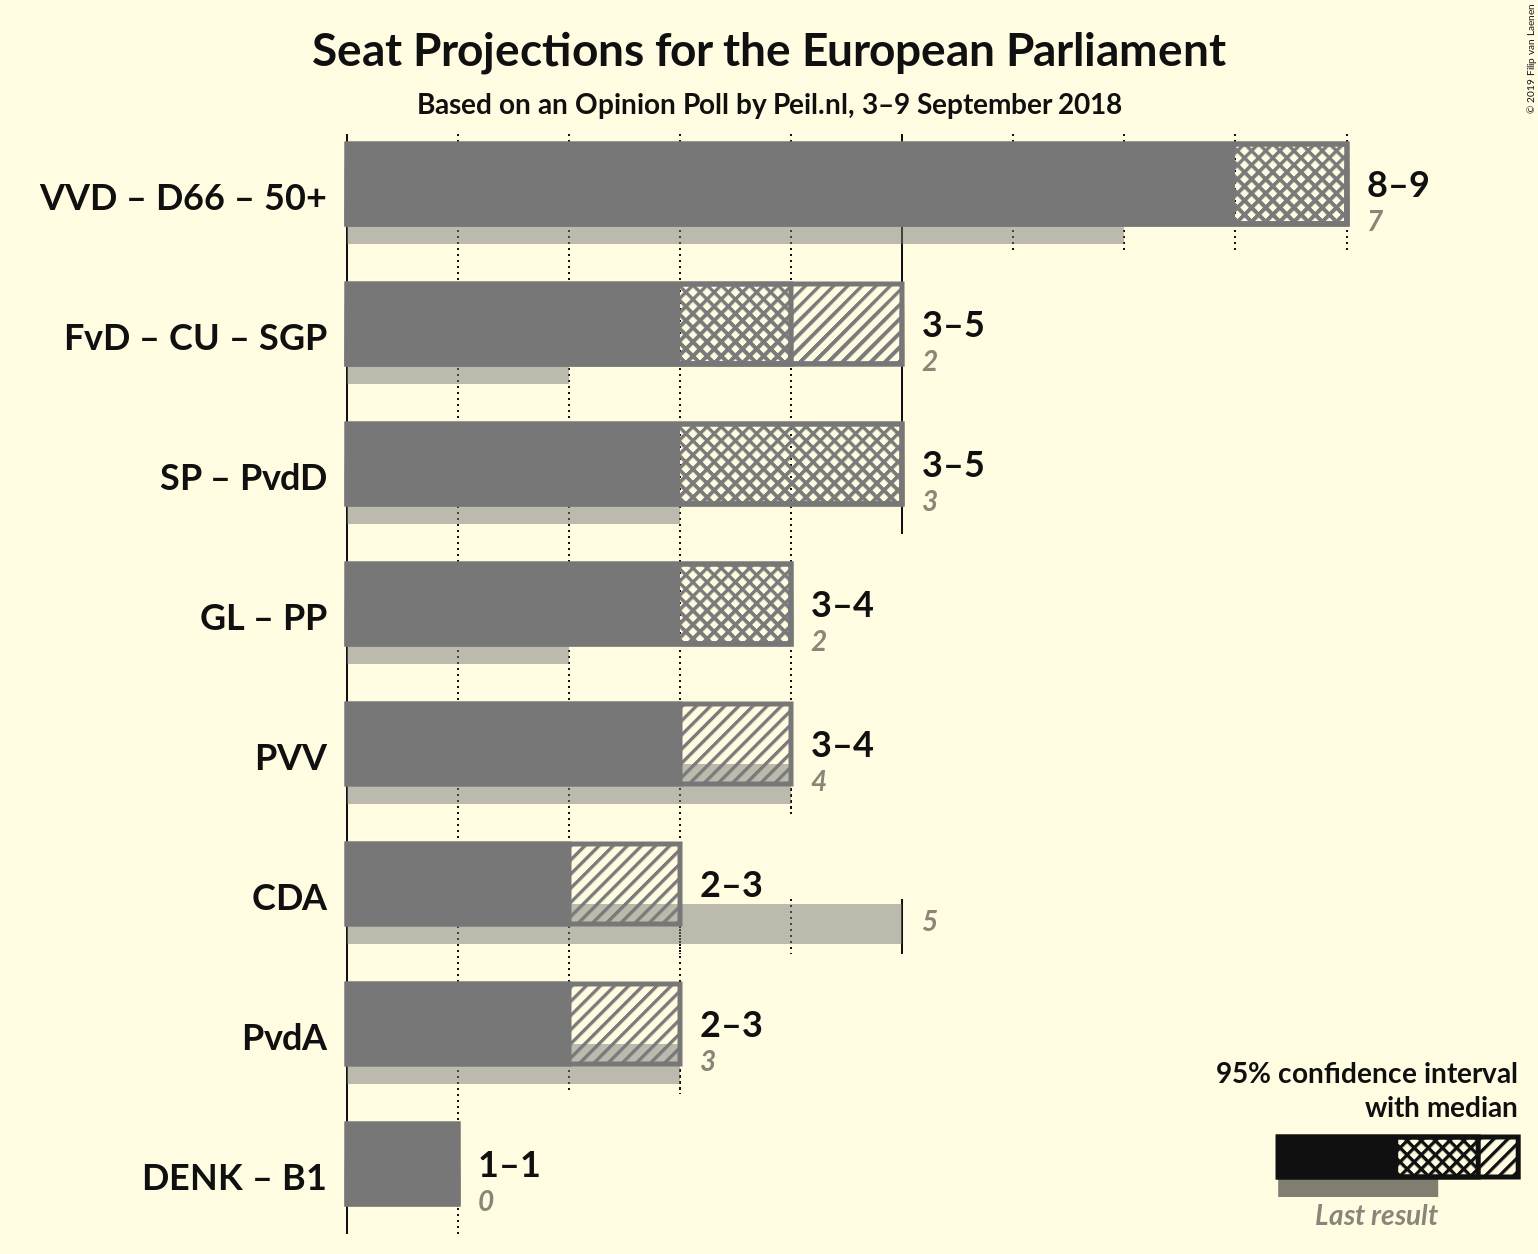 Seat Projections for the European Parliament
Based on an Opinion Poll by Peil.nl, 3–9 September 2018
© 2019 Filip van Laenen
VVD – D66 – 50+
8–9
7
FvD – CU – SGP
3–5
2
SP – PvdD
3–5
3
GL – PP
3–4
2
PVV
3–4
4
CDA
2–3
5
PvdA
2–3
3
DENK – B1
1–1
0
95% confidence interval
with median
Last result